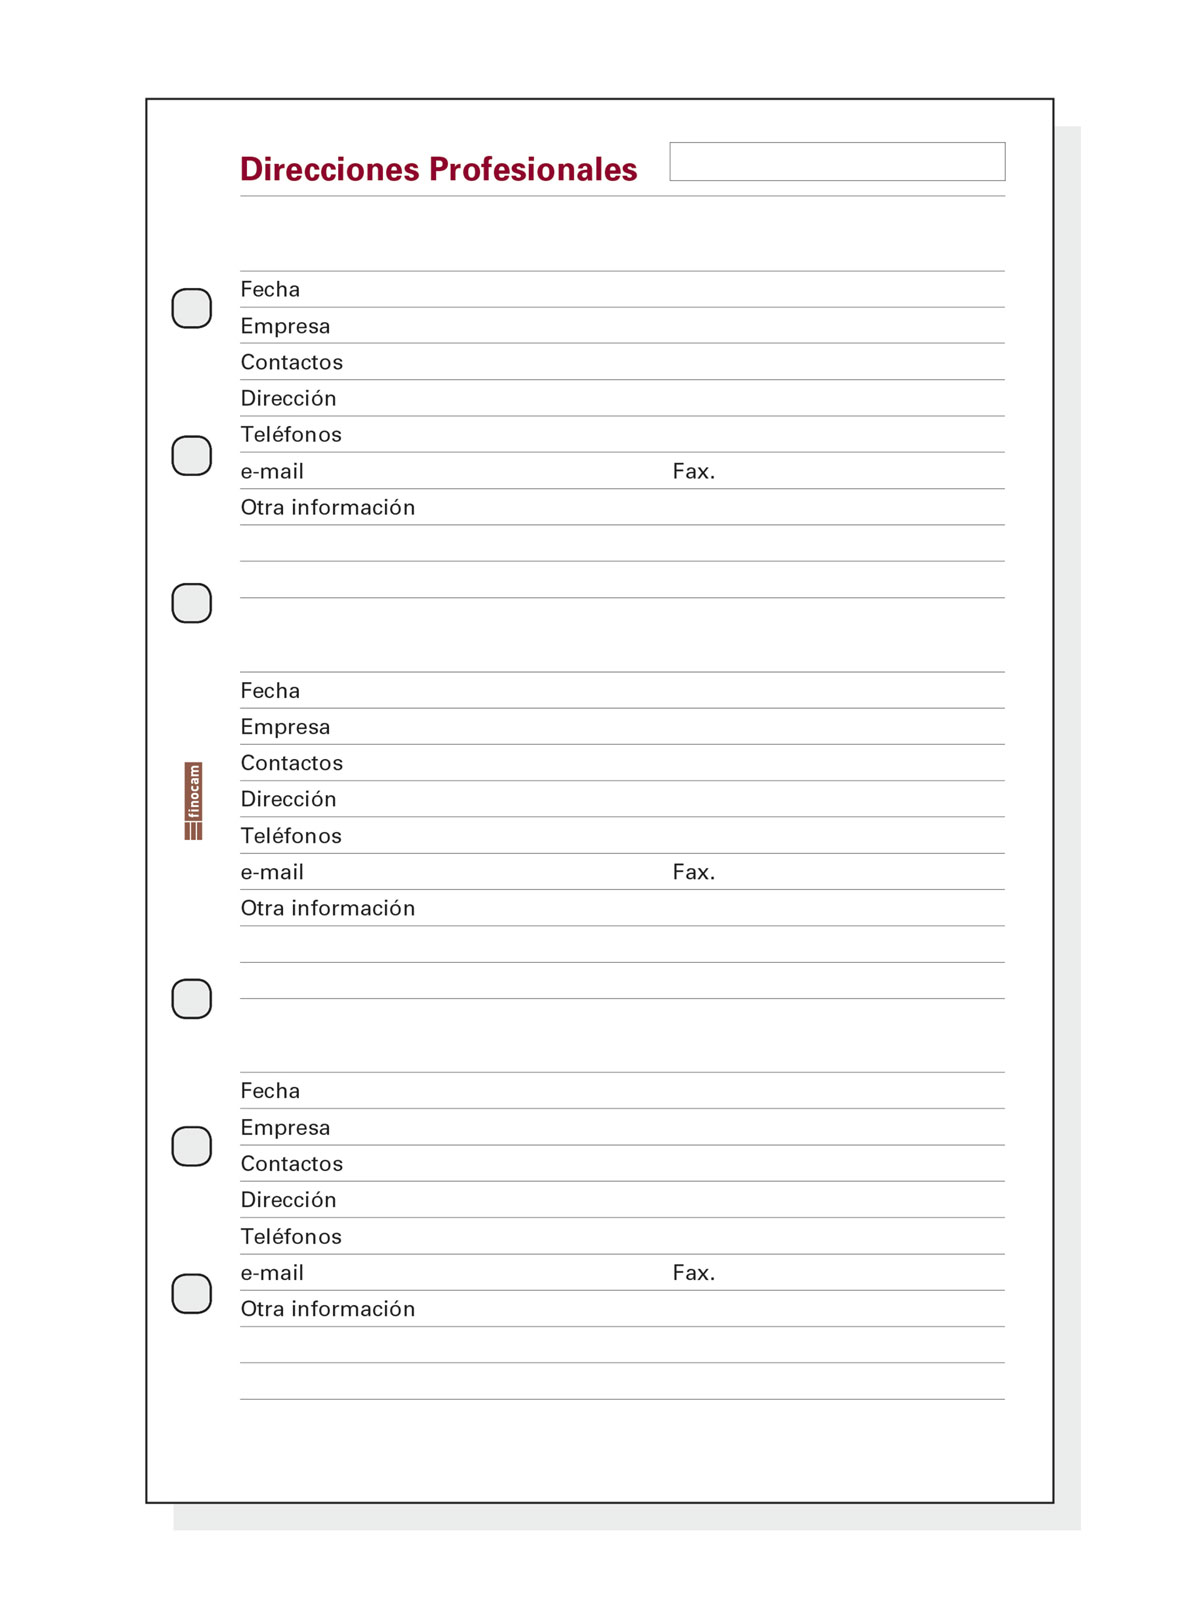 Direcciones Profesionales
Fecha
Empresa
Contactos
Dirección
Teléfonos
e-mail Fax.
Otra información
Fecha
Empresa
Contactos
Dirección
Teléfonos
e-mail Fax.
Otra información
finocam
Fecha
Empresa
Contactos
Dirección
Teléfonos
e-mail Fax.
Otra información